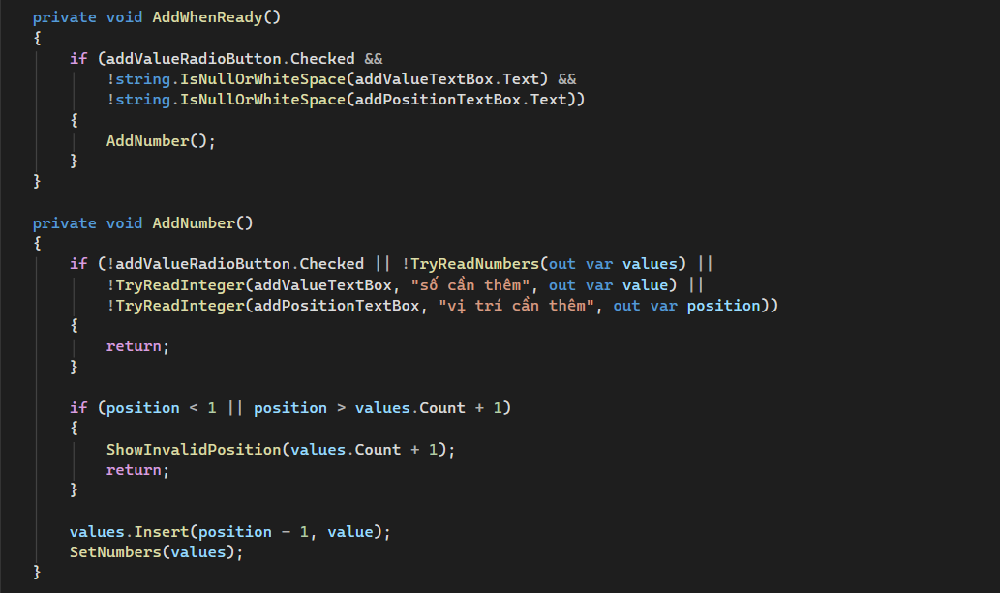 private void AddWhenReady()
{
    if (addValueRadioButton.Checked &&
        !string.IsNullOrWhiteSpace(addValueTextBox.Text) &&
        !string.IsNullOrWhiteSpace(addPositionTextBox.Text))
    {
        AddNumber();
    }
}

private void AddNumber()
{
    if (!addValueRadioButton.Checked || !TryReadNumbers(out var values) ||
        !TryReadInteger(addValueTextBox, "số cần thêm", out var value) ||
        !TryReadInteger(addPositionTextBox, "vị trí cần thêm", out var position))
    {
        return;
    }

    if (position < 1 || position > values.Count + 1)
    {
        ShowInvalidPosition(values.Count + 1);
        return;
    }

    values.Insert(position - 1, value);
    SetNumbers(values);
}